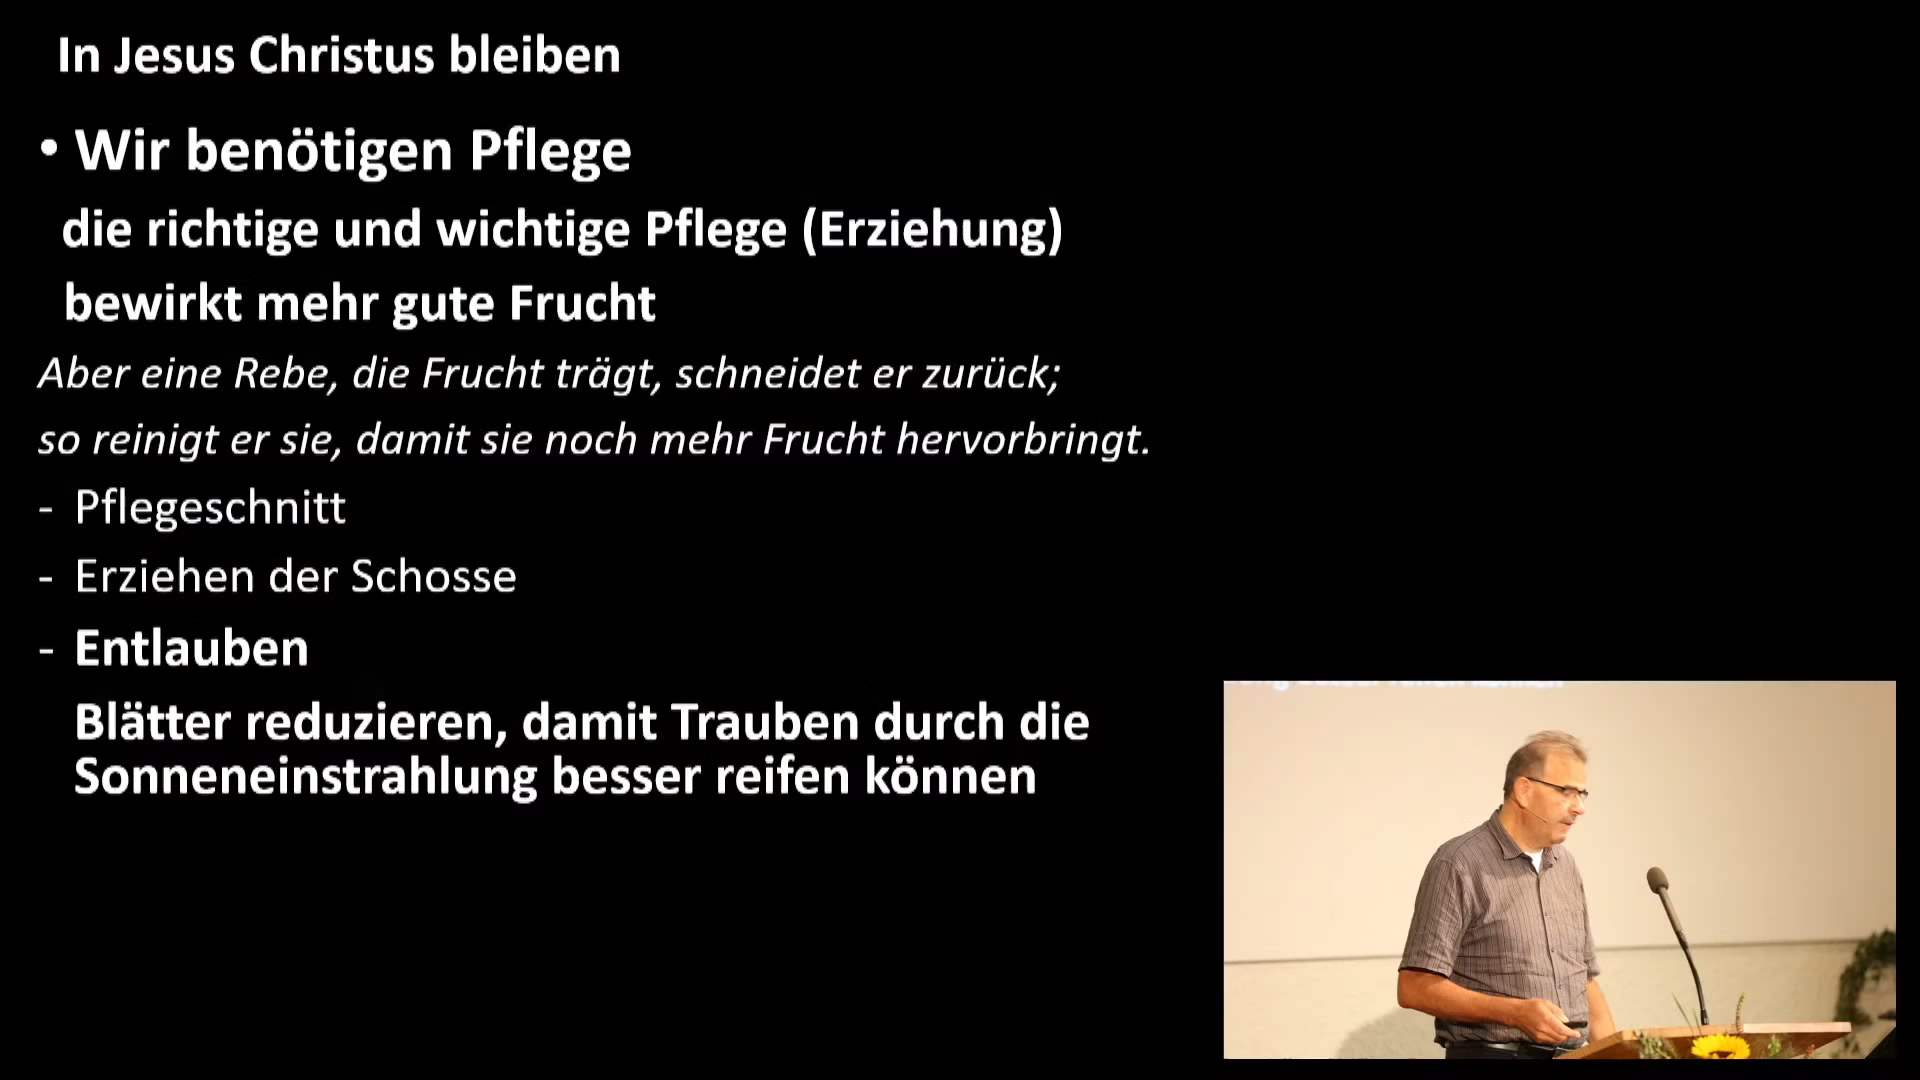 In Jesus Christus bleiben
• Wir benötigen Pflege
die richtige und wichtige Pflege (Erziehung)
bewirkt mehr gute Frucht
Aber eine Rebe, die Frucht trägt, schneidet er zurück;
so reinigt er sie, damit sie noch mehr Frucht hervorbringt.
- Pflegeschnitt
- Erziehen der Schosse
- Entlauben
Blätter reduzieren, damit Trauben durch die
Sonneneinstrahlung besser reifen können